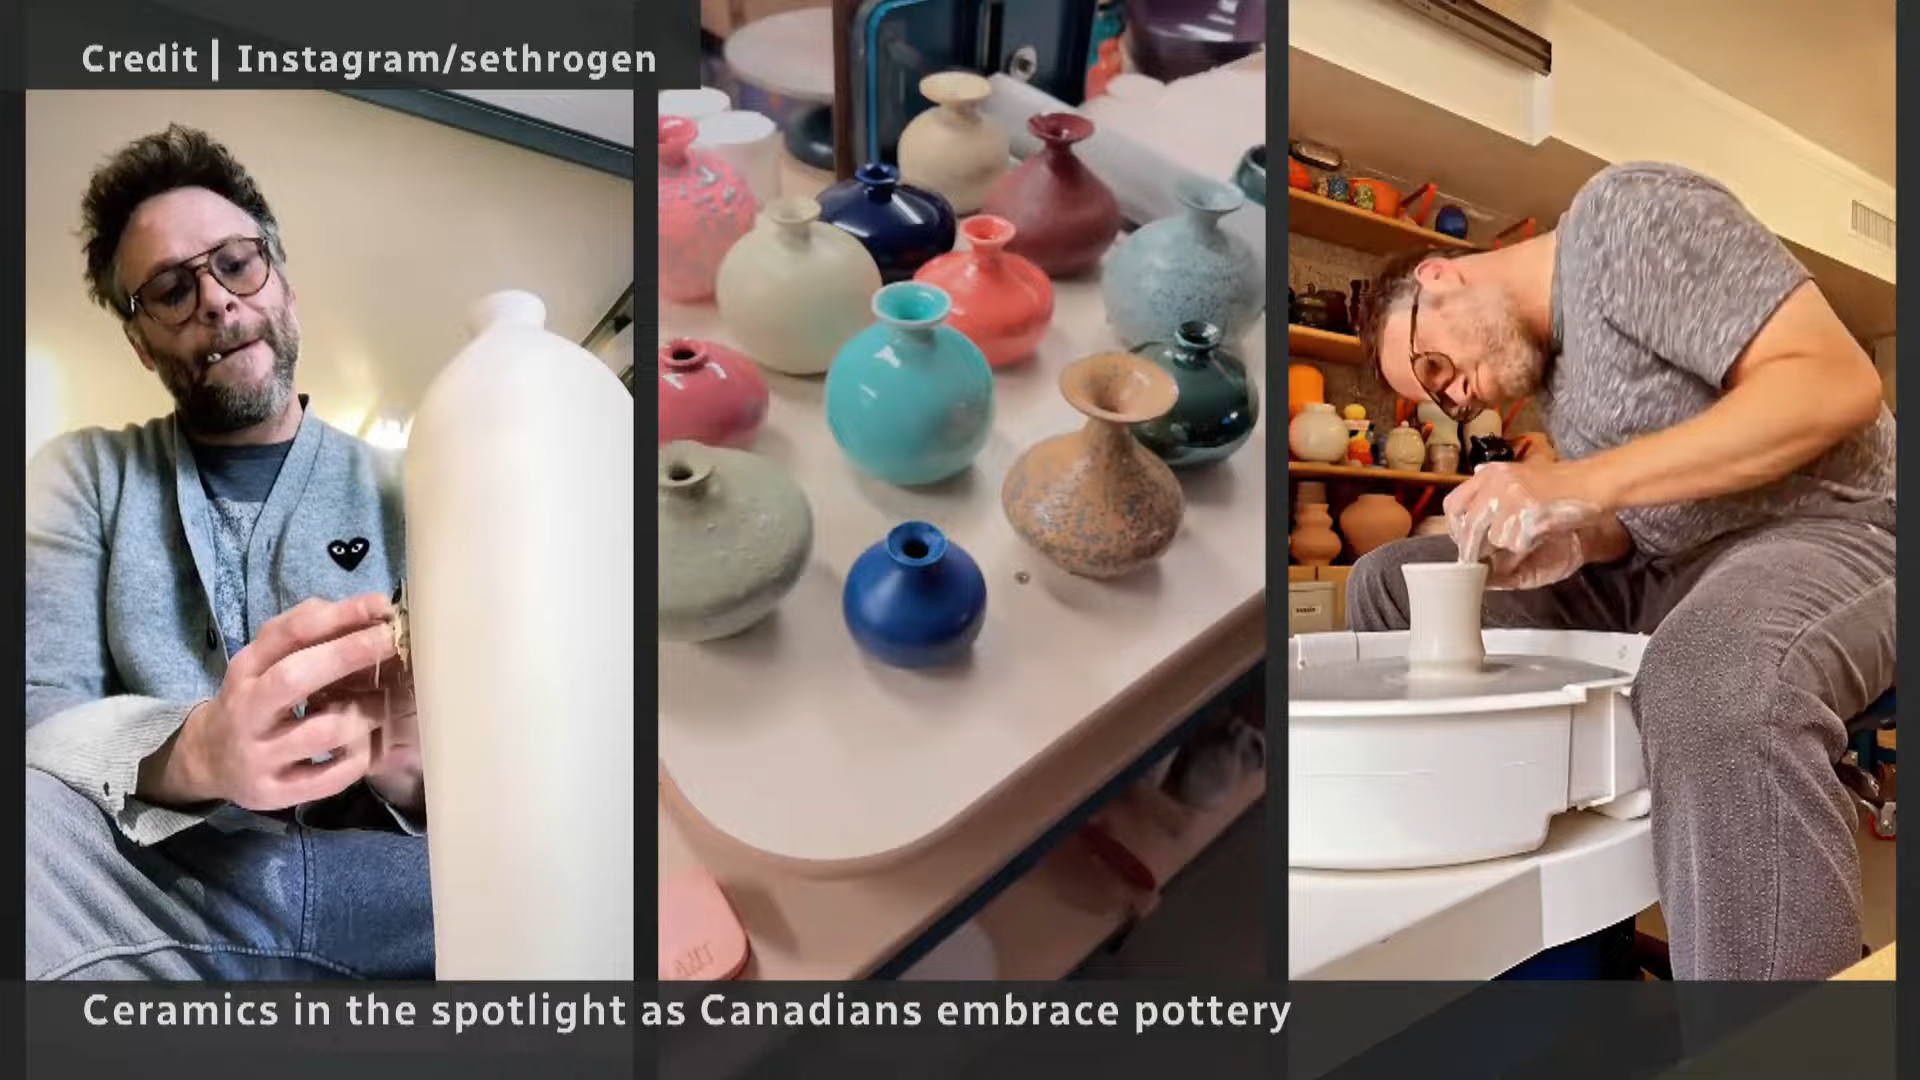 Credit | Instagram/sethrogen
Ceramics in the spotlight as Canadians embrace pottery